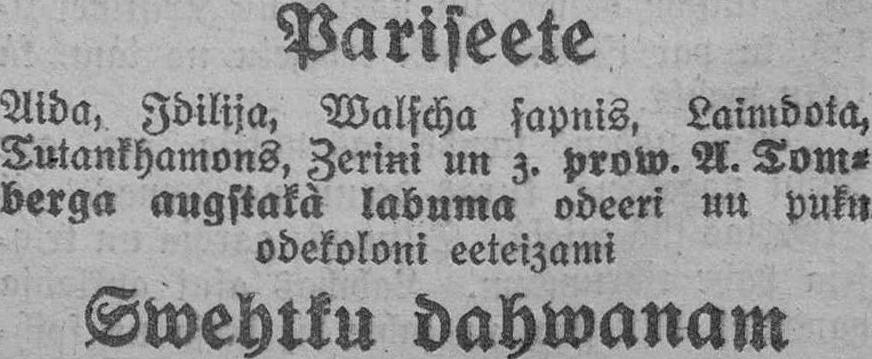 Pariseete
Aida, Idilija, Walscha sapnis, Laimdota,
Tutankhamons, Zerini un z. prow. A. Tom-
berga augstakà labuma odeeri un puku
odekoloni eeteizami
Swehtku dahwanam